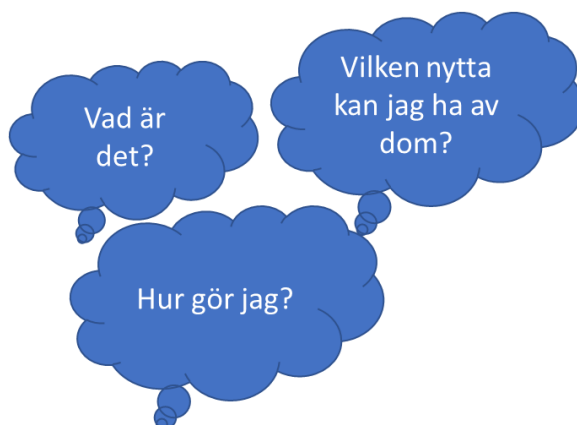 Vad är
det?
Vilken nytta
kan jag ha av
dom?
Hur gör jag?